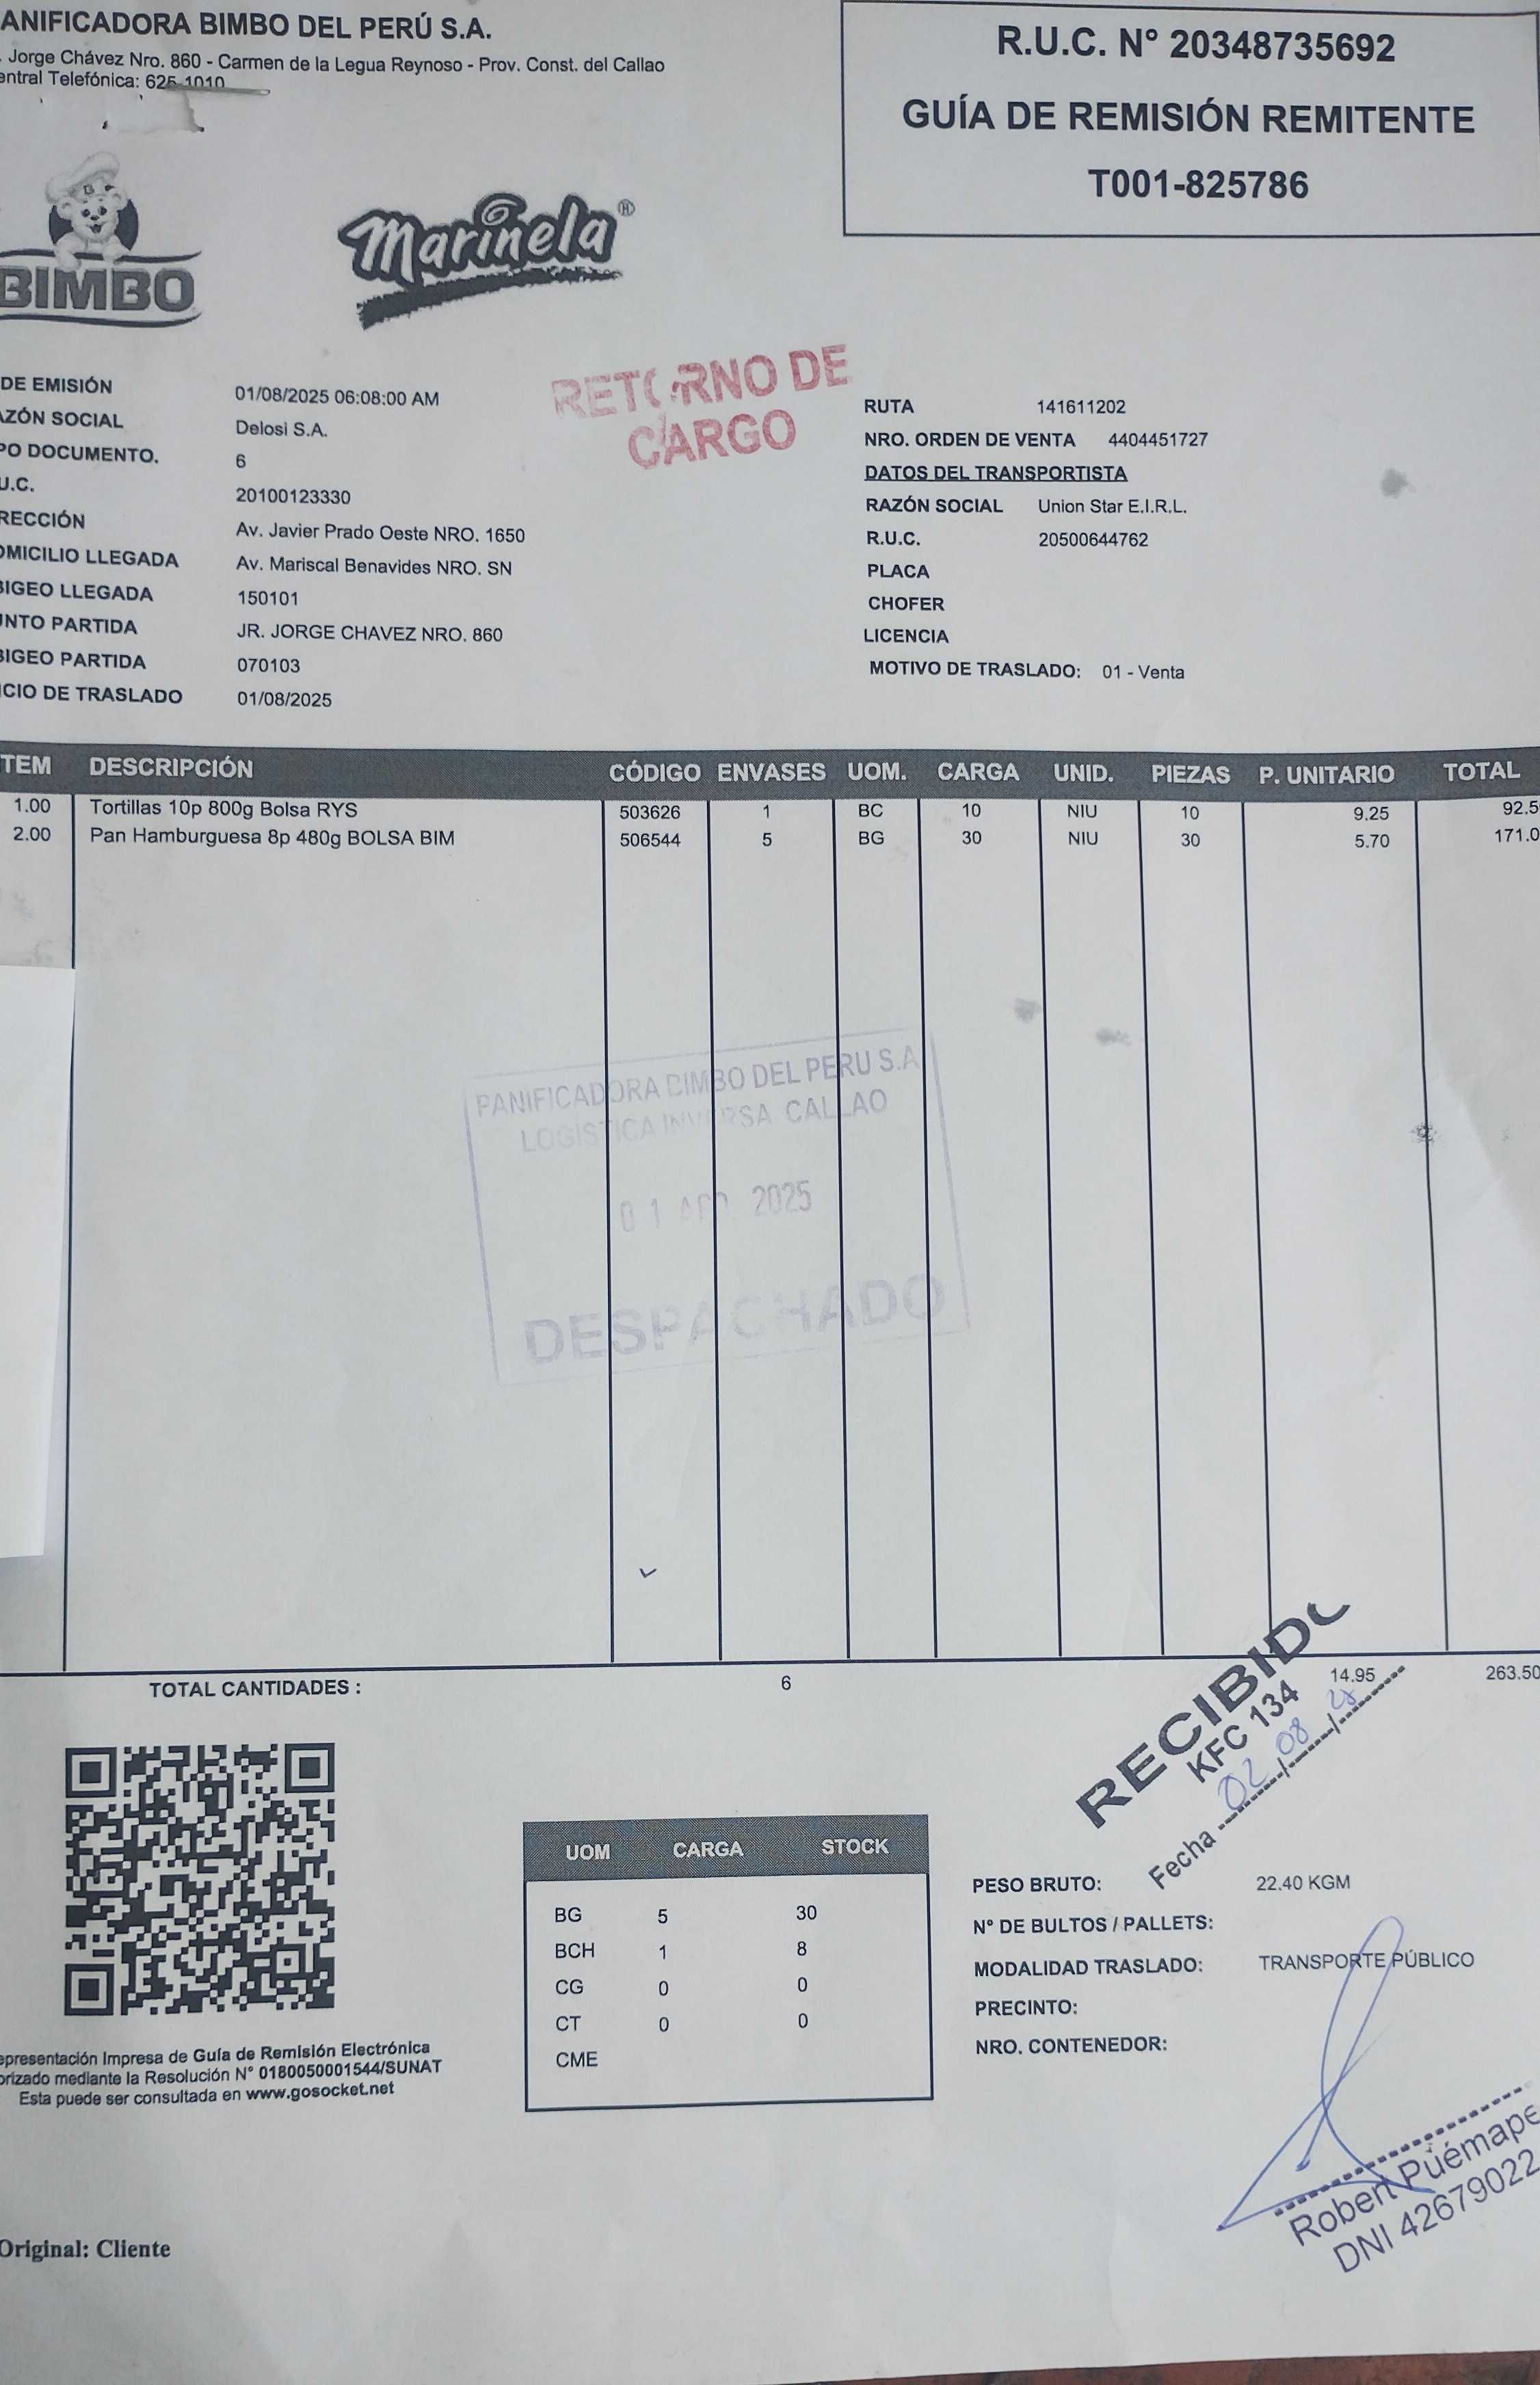 ANIFICADORA BIMBO DEL PERÚ S.A.
. Jorge Chávez Nro. 860 - Carmen de la Legua Reynoso - Prov. Const. del Callao
entral Telefónica: 625-1010
R.U.C. N° 20348735692
GUÍA DE REMISIÓN REMITENTE
T001-825786
BIMBO
Marinela®
RETORNO DE
CARGO
DE EMISIÓN 01/08/2025 06:08:00 AM
AZÓN SOCIAL Delosi S.A.
PO DOCUMENTO. 6
U.C. 20100123330
RECCIÓN Av. Javier Prado Oeste NRO. 1650
OMICILIO LLEGADA Av. Mariscal Benavides NRO. SN
BIGEO LLEGADA 150101
UNTO PARTIDA JR. JORGE CHAVEZ NRO. 860
BIGEO PARTIDA 070103
ICIO DE TRASLADO 01/08/2025
RUTA 141611202
NRO. ORDEN DE VENTA 4404451727
DATOS DEL TRANSPORTISTA
RAZÓN SOCIAL Union Star E.I.R.L.
R.U.C. 20500644762
PLACA
CHOFER
LICENCIA
MOTIVO DE TRASLADO: 01 - Venta
TEM DESCRIPCIÓN CÓDIGO ENVASES UOM. CARGA UNID. PIEZAS P. UNITARIO TOTAL
1.00 Tortillas 10p 800g Bolsa RYS 503626 1 BC 10 NIU 10 9.25 92.5
2.00 Pan Hamburguesa 8p 480g BOLSA BIM 506544 5 BG 30 NIU 30 5.70 171.0
PANIFICADORA BIMBO DEL PERU S.A
LOGISTICA INVERSA CALLAO
01 2025
DESPACHADO
TOTAL CANTIDADES : 6 14.95 263.50
RECIBIDO
KFC 134
Fecha 02/08/25
UOM CARGA STOCK
BG 5 30
BCH 1 8
CG 0 0
CT 0 0
CME
PESO BRUTO: 22.40 KGM
N° DE BULTOS / PALLETS:
MODALIDAD TRASLADO: TRANSPORTE PÚBLICO
PRECINTO:
NRO. CONTENEDOR:
epresentación Impresa de Guía de Remisión Electrónica
orizado mediante la Resolución N° 0180050001544/SUNAT
Esta puede ser consultada en www.gosocket.net
Robert Puémape
DNI 42679022
Original: Cliente